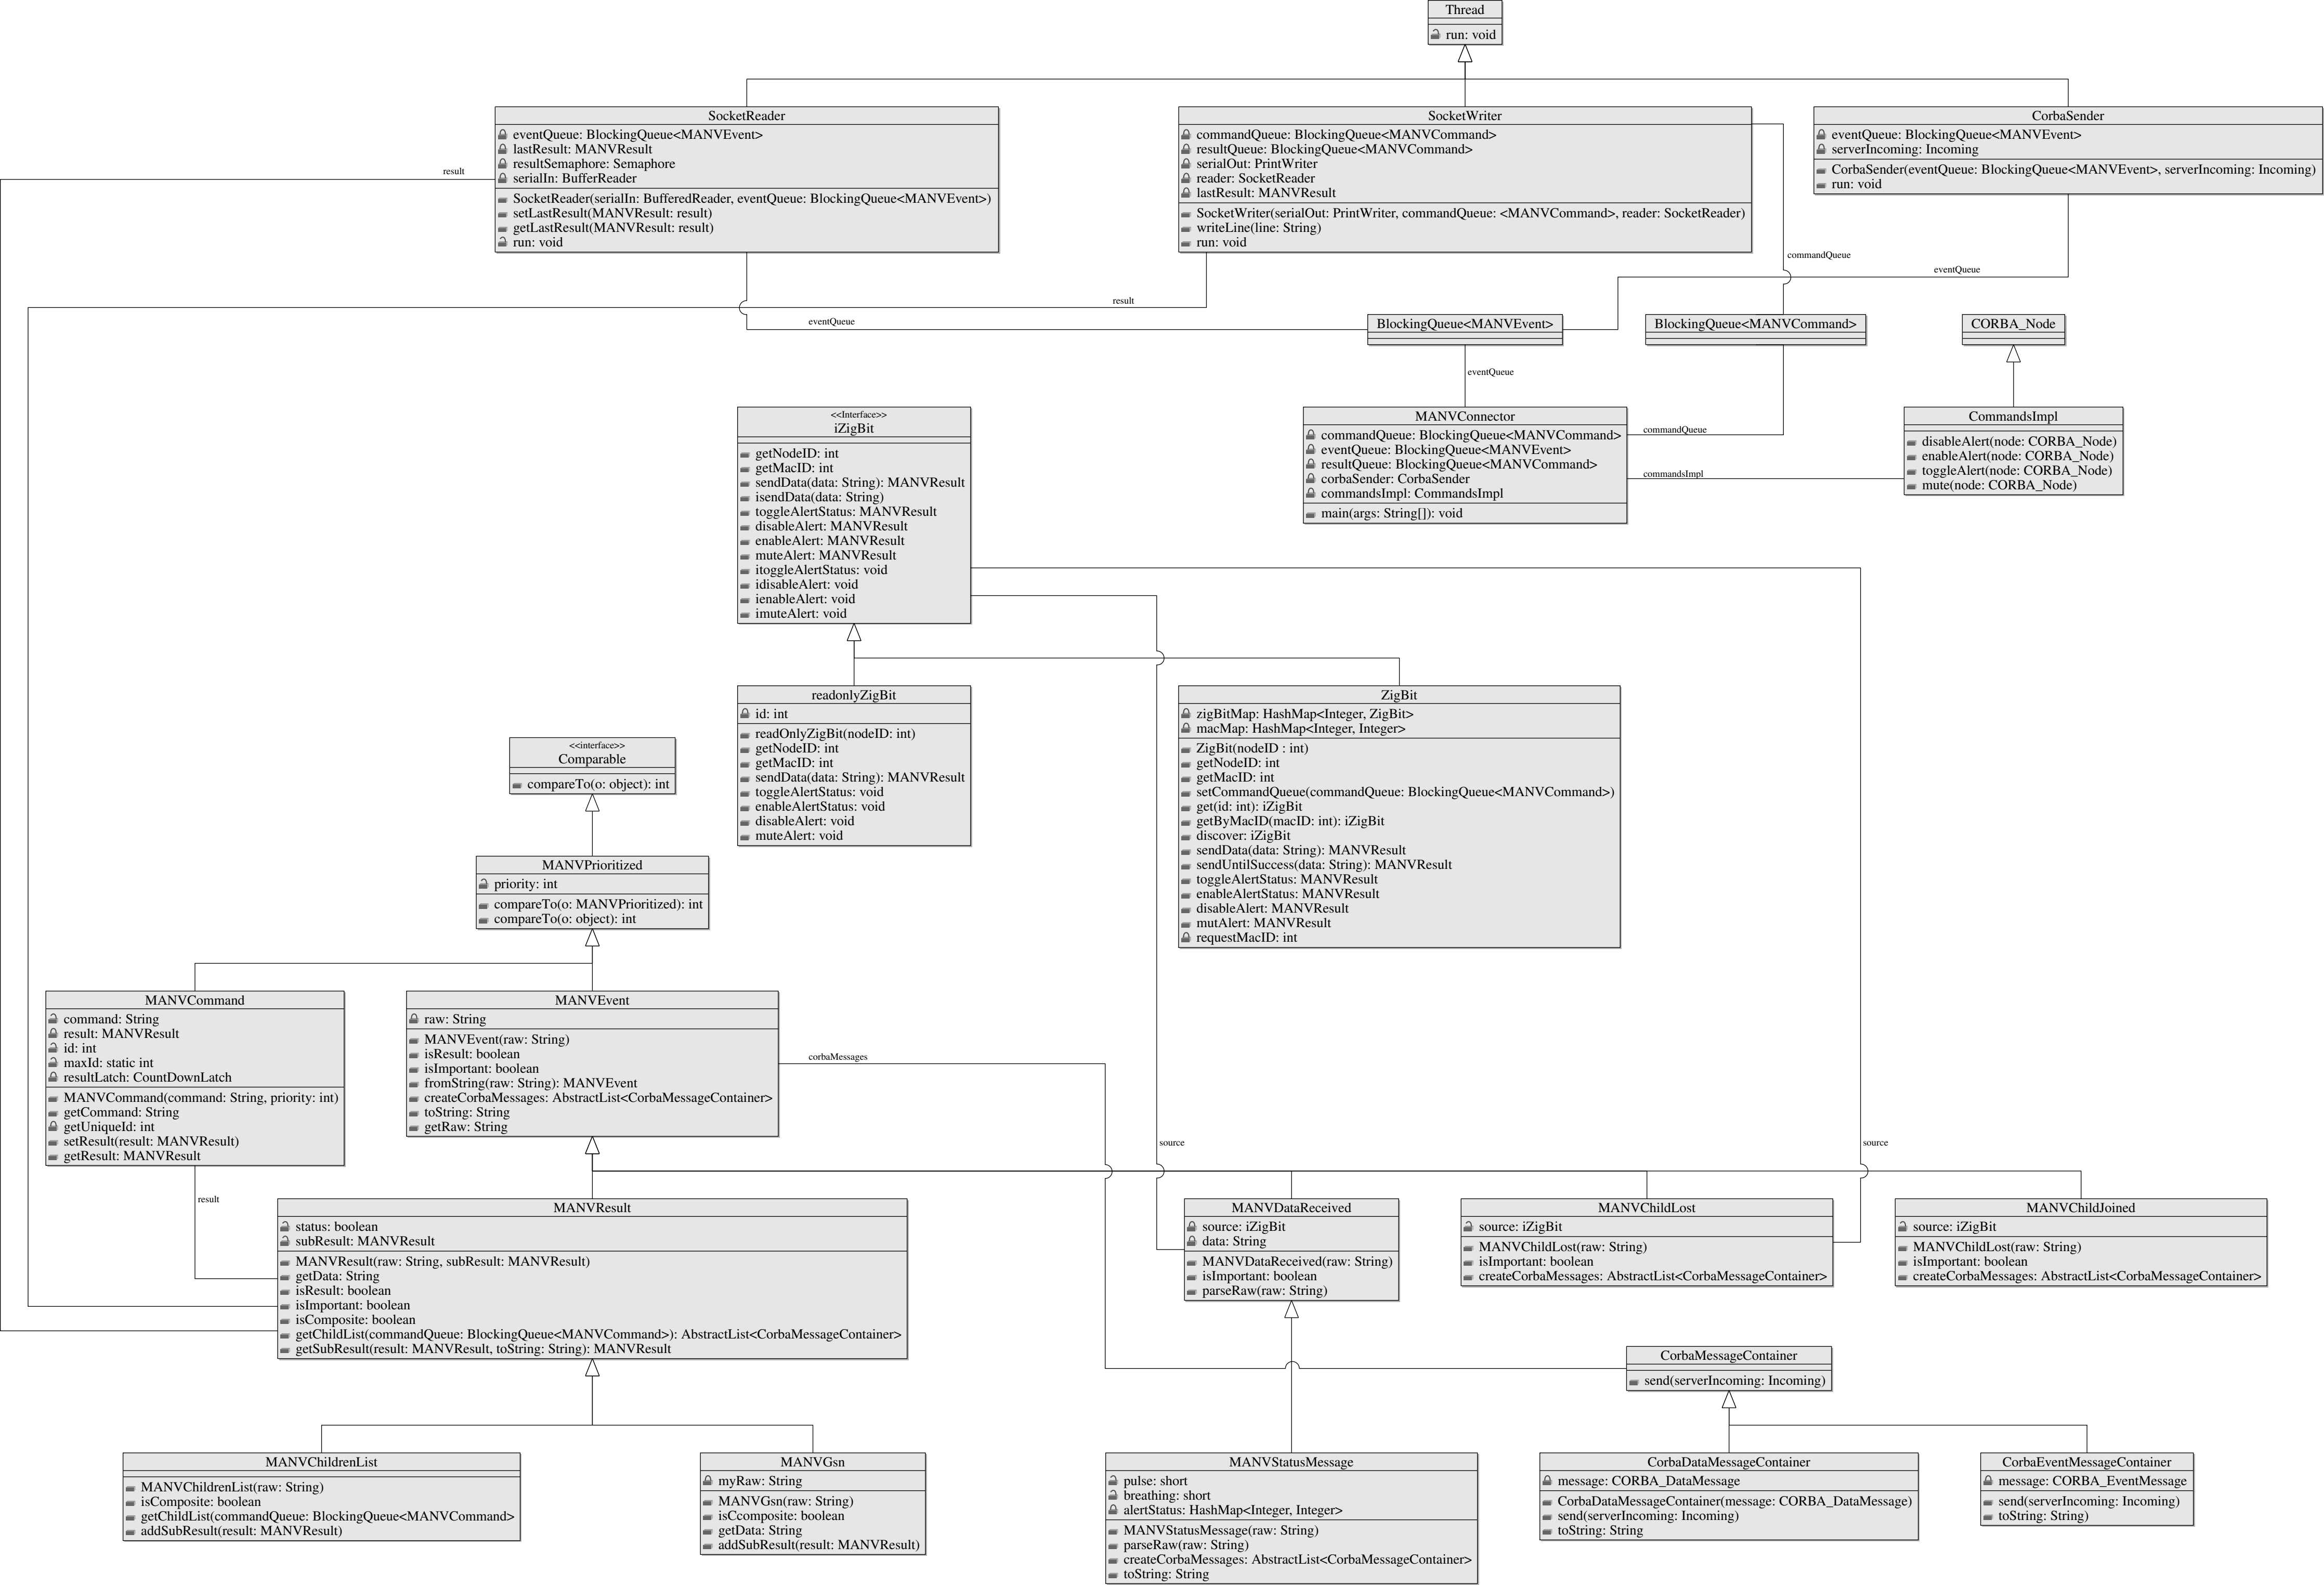 Thread
run: void
SocketReader
eventQueue: BlockingQueue<MANVEvent>
lastResult: MANVResult
resultSemaphore: Semaphore
serialIn: BufferReader
SocketReader(serialIn: BufferedReader, eventQueue: BlockingQueue<MANVEvent>)
setLastResult(MANVResult: result)
getLastResult(MANVResult: result)
run: void
SocketWriter
commandQueue: BlockingQueue<MANVCommand>
resultQueue: BlockingQueue<MANVCommand>
serialOut: PrintWriter
reader: SocketReader
lastResult: MANVResult
SocketWriter(serialOut: PrintWriter, commandQueue: <MANVCommand>, reader: SocketReader)
writeLine(line: String)
run: void
CorbaSender
eventQueue: BlockingQueue<MANVEvent>
serverIncoming: Incoming
CorbaSender(eventQueue: BlockingQueue<MANVEvent>, serverIncoming: Incoming)
run: void
result
commandQueue
eventQueue
result
eventQueue
BlockingQueue<MANVEvent>
BlockingQueue<MANVCommand>
CORBA_Node
eventQueue
<<Interface>>
iZigBit
getNodeID: int
getMacID: int
sendData(data: String): MANVResult
isendData(data: String)
toggleAlertStatus: MANVResult
disableAlert: MANVResult
enableAlert: MANVResult
muteAlert: MANVResult
itoggleAlertStatus: void
idisableAlert: void
ienableAlert: void
imuteAlert: void
MANVConnector
commandQueue: BlockingQueue<MANVCommand>
eventQueue: BlockingQueue<MANVEvent>
resultQueue: BlockingQueue<MANVCommand>
corbaSender: CorbaSender
commandsImpl: CommandsImpl
main(args: String[]): void
commandQueue
commandsImpl
CommandsImpl
disableAlert(node: CORBA_Node)
enableAlert(node: CORBA_Node)
toggleAlert(node: CORBA_Node)
mute(node: CORBA_Node)
readonlyZigBit
id: int
readOnlyZigBit(nodeID: int)
getNodeID: int
getMacID: int
sendData(data: String): MANVResult
toggleAlertStatus: void
enableAlertStatus: void
disableAlert: void
muteAlert: void
ZigBit
zigBitMap: HashMap<Integer, ZigBit>
macMap: HashMap<Integer, Integer>
ZigBit(nodeID : int)
getNodeID: int
getMacID: int
setCommandQueue(commandQueue: BlockingQueue<MANVCommand>)
get(id: int): iZigBit
getByMacID(macID: int): iZigBit
discover: iZigBit
sendData(data: String): MANVResult
sendUntilSuccess(data: String): MANVResult
toggleAlertStatus: MANVResult
enableAlertStatus: MANVResult
disableAlert: MANVResult
mutAlert: MANVResult
requestMacID: int
<<interface>>
Comparable
compareTo(o: object): int
MANVPrioritized
priority: int
compareTo(o: MANVPrioritized): int
compareTo(o: object): int
MANVCommand
command: String
result: MANVResult
id: int
maxId: static int
resultLatch: CountDownLatch
MANVCommand(command: String, priority: int)
getCommand: String
getUniqueId: int
setResult(result: MANVResult)
getResult: MANVResult
MANVEvent
raw: String
MANVEvent(raw: String)
isResult: boolean
isImportant: boolean
fromString(raw: String): MANVEvent
createCorbaMessages: AbstractList<CorbaMessageContainer>
toString: String
getRaw: String
corbaMessages
source
source
result
MANVResult
status: boolean
subResult: MANVResult
MANVResult(raw: String, subResult: MANVResult)
getData: String
isResult: boolean
isImportant: boolean
isComposite: boolean
getChildList(commandQueue: BlockingQueue<MANVCommand>): AbstractList<CorbaMessageContainer>
getSubResult(result: MANVResult, toString: String): MANVResult
MANVDataReceived
source: iZigBit
data: String
MANVDataReceived(raw: String)
isImportant: boolean
parseRaw(raw: String)
MANVChildLost
source: iZigBit
MANVChildLost(raw: String)
isImportant: boolean
createCorbaMessages: AbstractList<CorbaMessageContainer>
MANVChildJoined
source: iZigBit
MANVChildLost(raw: String)
isImportant: boolean
createCorbaMessages: AbstractList<CorbaMessageContainer>
CorbaMessageContainer
send(serverIncoming: Incoming)
MANVChildrenList
MANVChildrenList(raw: String)
isComposite: boolean
getChildList(commandQueue: BlockingQueue<MANVCommand>
addSubResult(result: MANVResult)
MANVGsn
myRaw: String
MANVGsn(raw: String)
isCcomposite: boolean
getData: String
addSubResult(result: MANVResult)
MANVStatusMessage
pulse: short
breathing: short
alertStatus: HashMap<Integer, Integer>
MANVStatusMessage(raw: String)
parseRaw(raw: String)
createCorbaMessages: AbstractList<CorbaMessageContainer>
toString: String
CorbaDataMessageContainer
message: CORBA_DataMessage
CorbaDataMessageContainer(message: CORBA_DataMessage)
send(serverIncoming: Incoming)
toString: String
CorbaEventMessageContainer
message: CORBA_EventMessage
send(serverIncoming: Incoming)
toString: String)